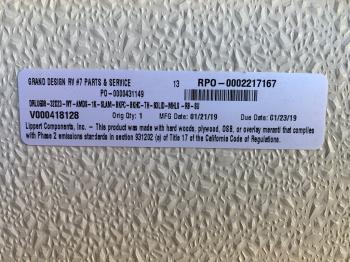 GRAND DESIGN RV #7 PARTS & SERVICE 13 RPO-0002217167
PO-0000431149
V000418128 Orig Qty: 1 MFG Date: 01/21/19 Due Date: 01/23/19
Lippert Components, Inc. - This product was made with hard woods, plywood, OSB, or overlay material that complies
with Phase 2 emissions standards in section 931202 (a) of Title 17 of the California Code of Regulations.